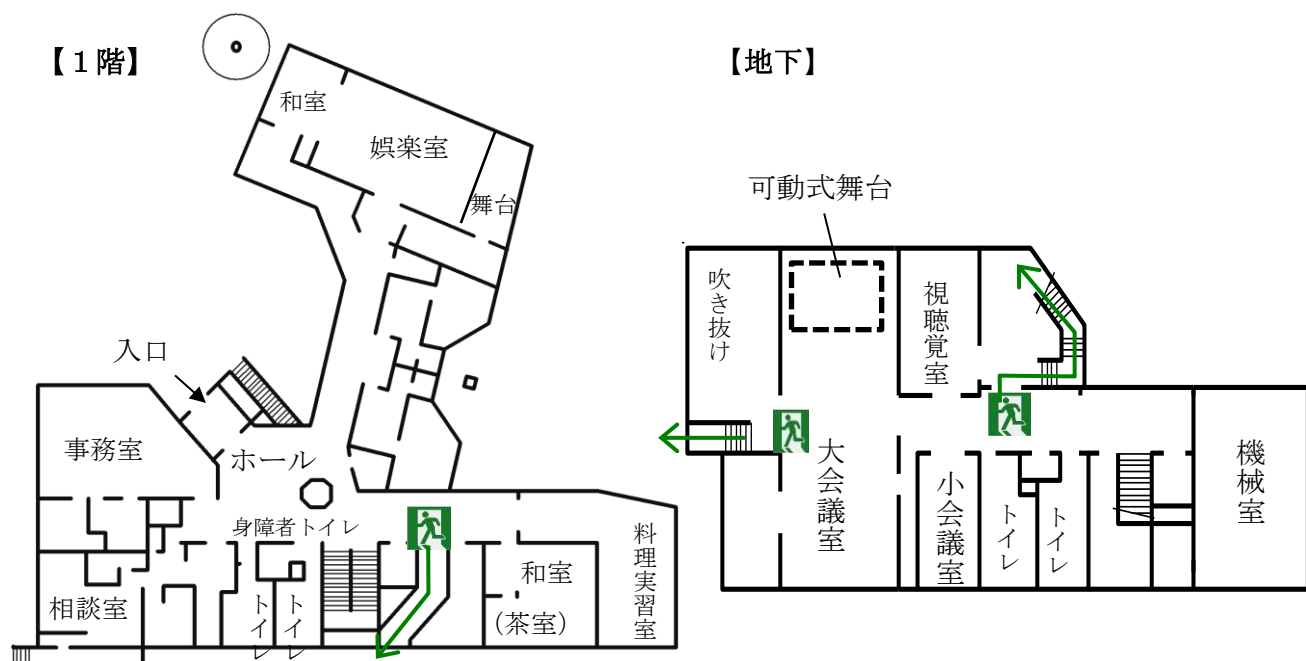 【１階】
和室
娯楽室
舞台
入口
事務室
ホール
身障者トイレ
相談室
トイレ
トイレ
和室
(茶室)
料理実習室
【地下】
可動式舞台
吹き抜け
視聴覚室
大会議室
小会議室
トイレ
トイレ
機械室